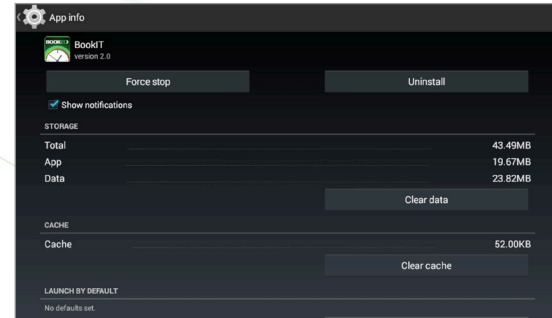 App info
BOOKIT
BookIT
version 2.0
Force stop
Uninstall
Show notifications
STORAGE
Total 43.49MB
App 19.67MB
Data 23.82MB
Clear data
CACHE
Cache 52.00KB
Clear cache
LAUNCH BY DEFAULT
No defaults set.